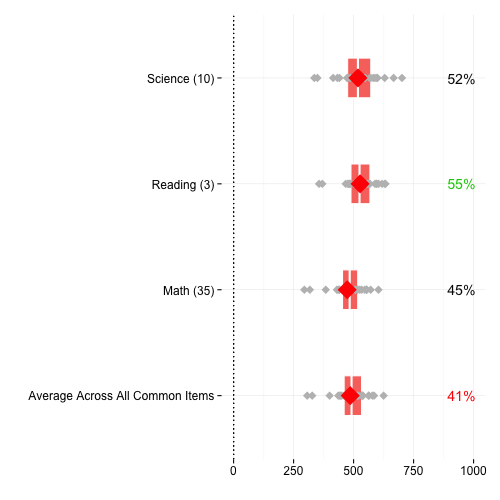 Science (10)
52%
Reading (3)
55%
Math (35)
45%
Average Across All Common Items
41%
0 250 500 750 1000